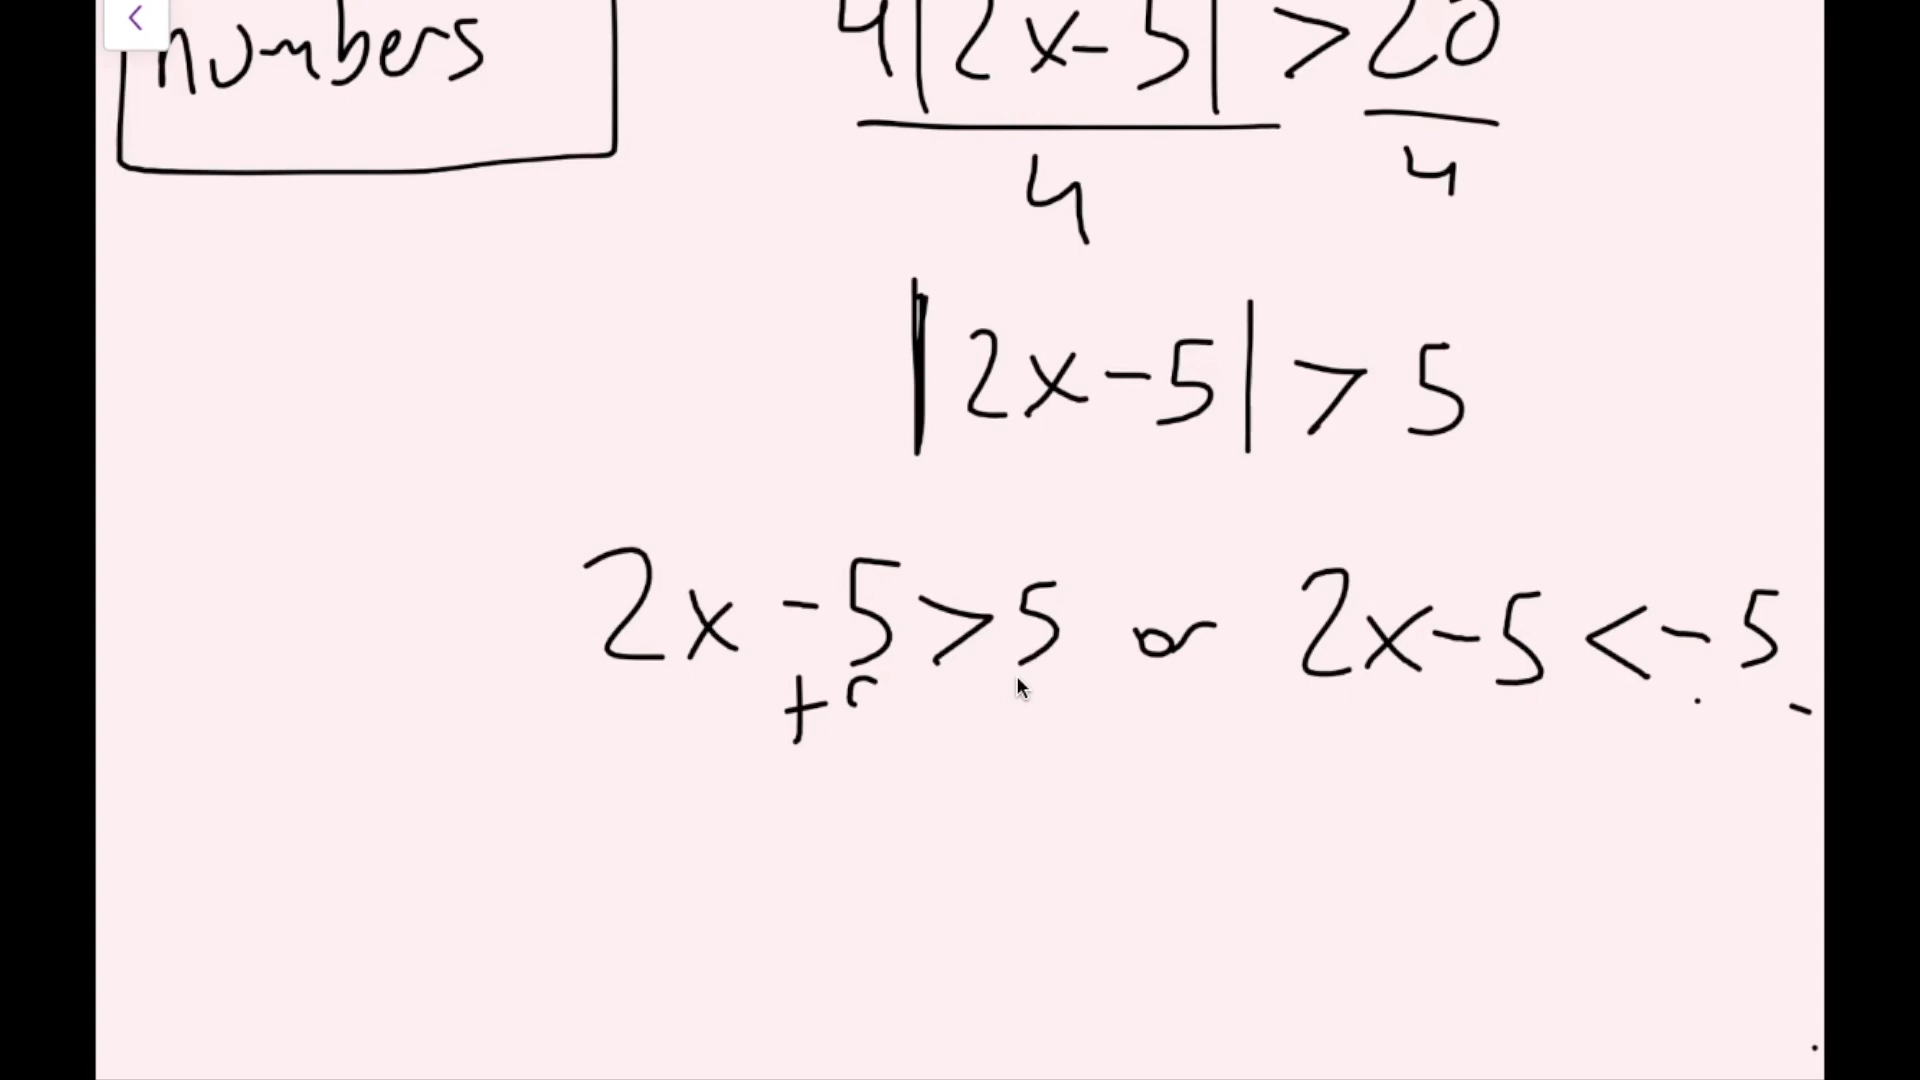 numbers
4|2x-5| > 20
4 4
|2x-5| > 5
2x-5>5 or 2x-5<-5
+